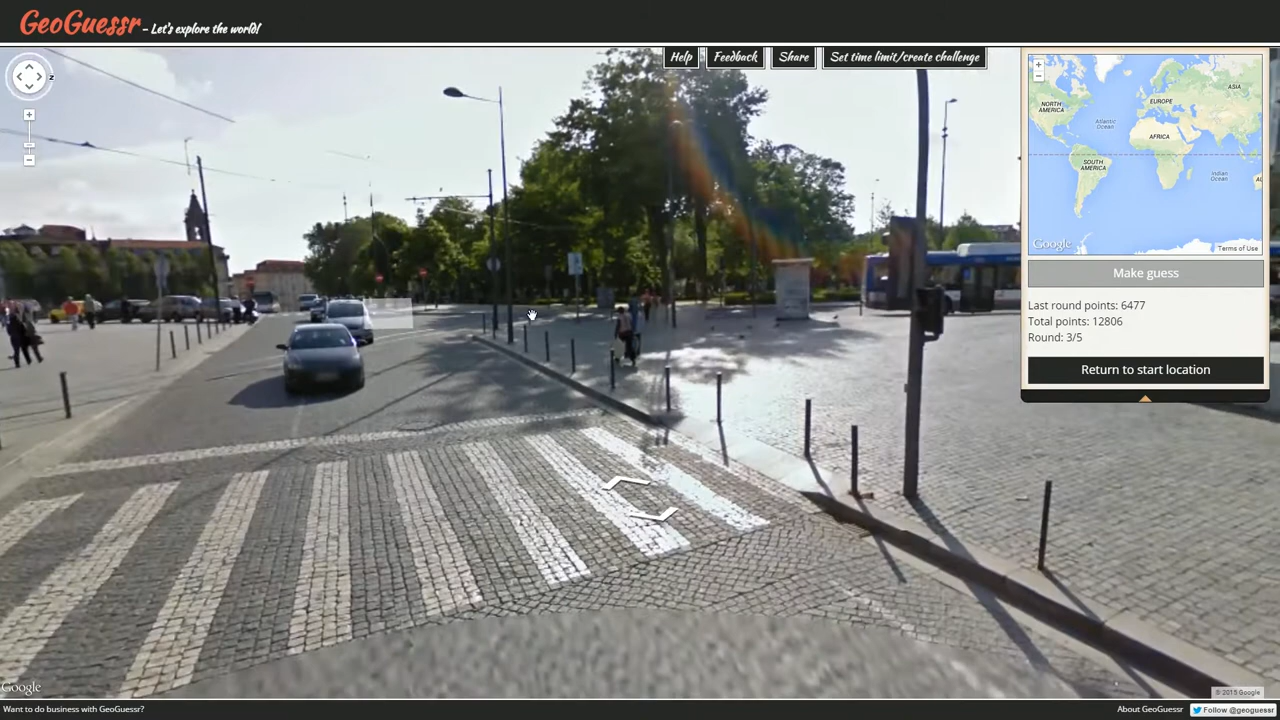 GeoGuessr – Let's explore the world!
Help
Feedback
Share
Set time limit/create challenge
N
+
−
+
−
NORTH AMERICA
EUROPE
ASIA
Atlantic Ocean
AFRICA
SOUTH AMERICA
Indian Ocean
AU
Google
Terms of Use
Make guess
Last round points: 6477
Total points: 12806
Round: 3/5
Return to start location
Google
© 2015 Google
Want to do business with GeoGuessr?
About GeoGuessr
Follow @geoguessr